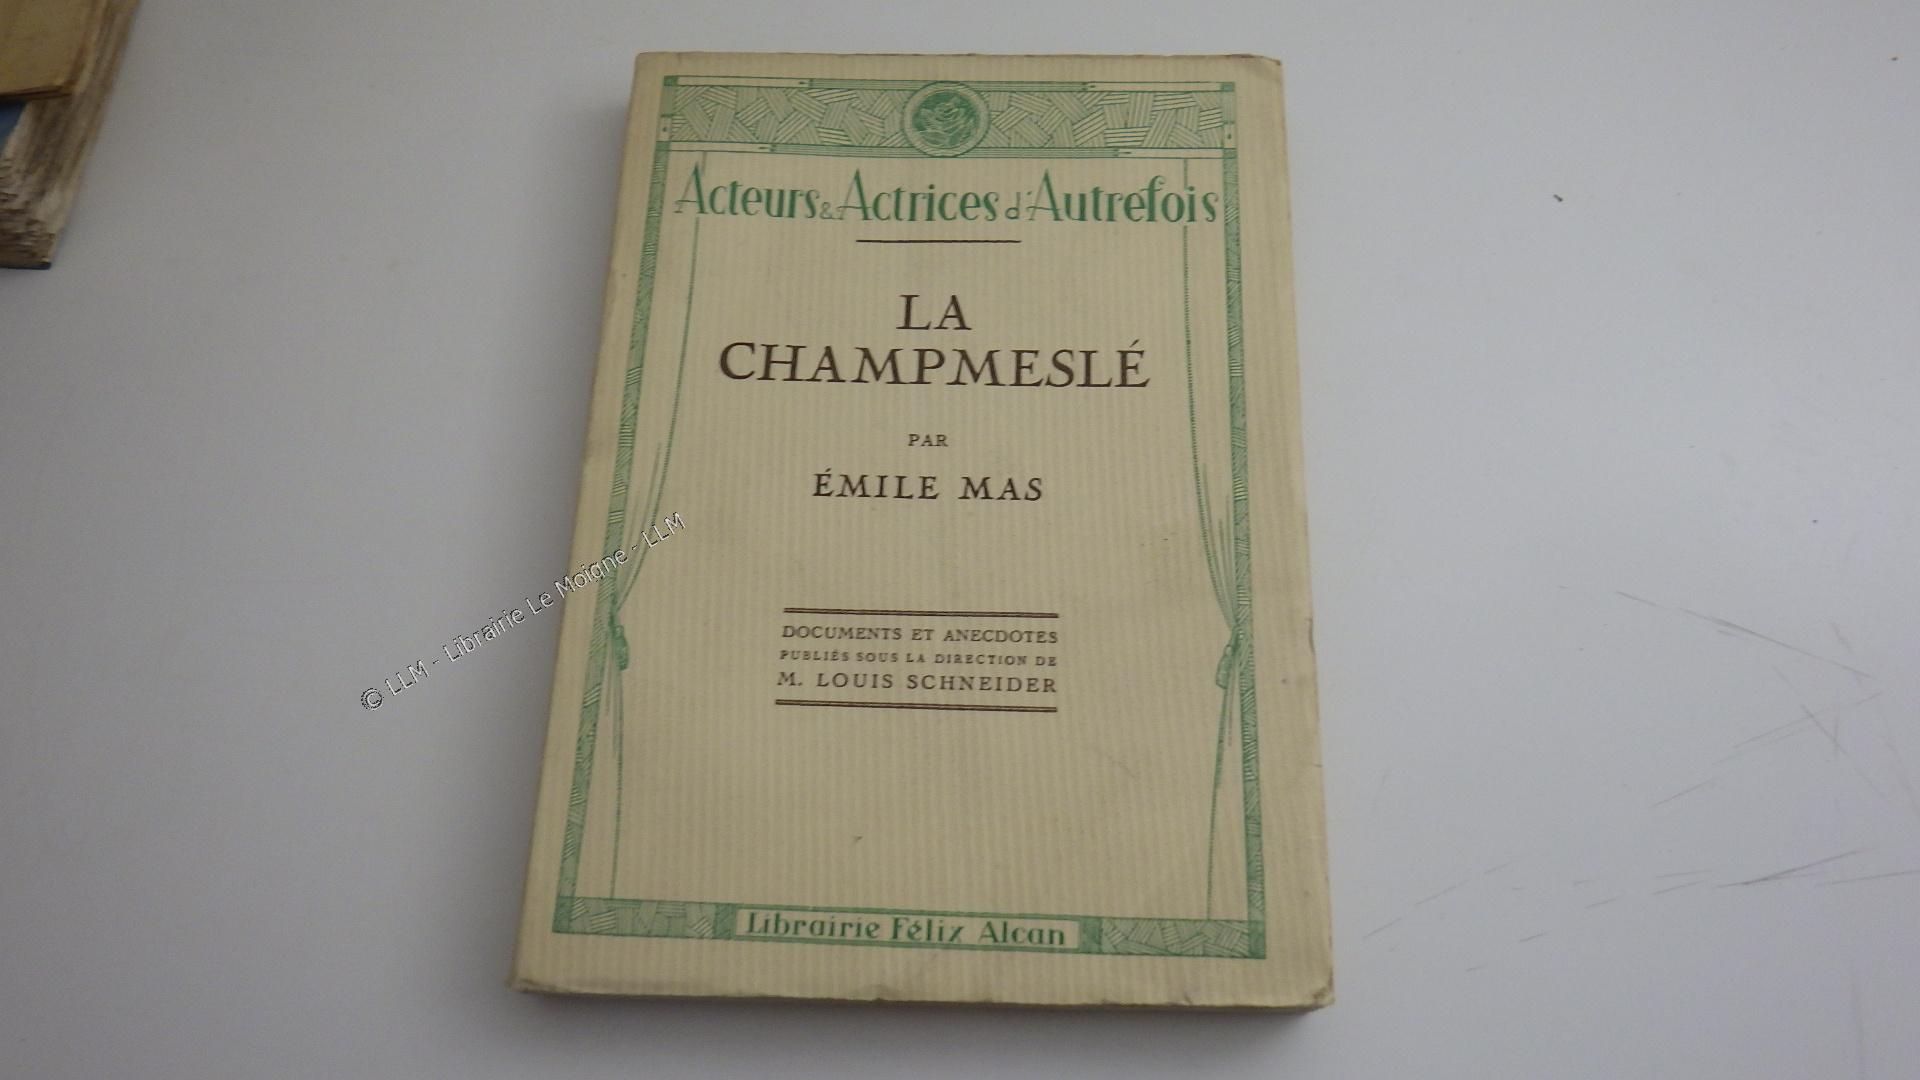 Acteurs & Actrices d'Autrefois
LA
CHAMPMESLÉ
PAR
ÉMILE MAS
DOCUMENTS ET ANECDOTES
PUBLIÉS SOUS LA DIRECTION DE
M. LOUIS SCHNEIDER
Librairie Félix Alcan
© LLM - Librairie Le Moigne - LLM